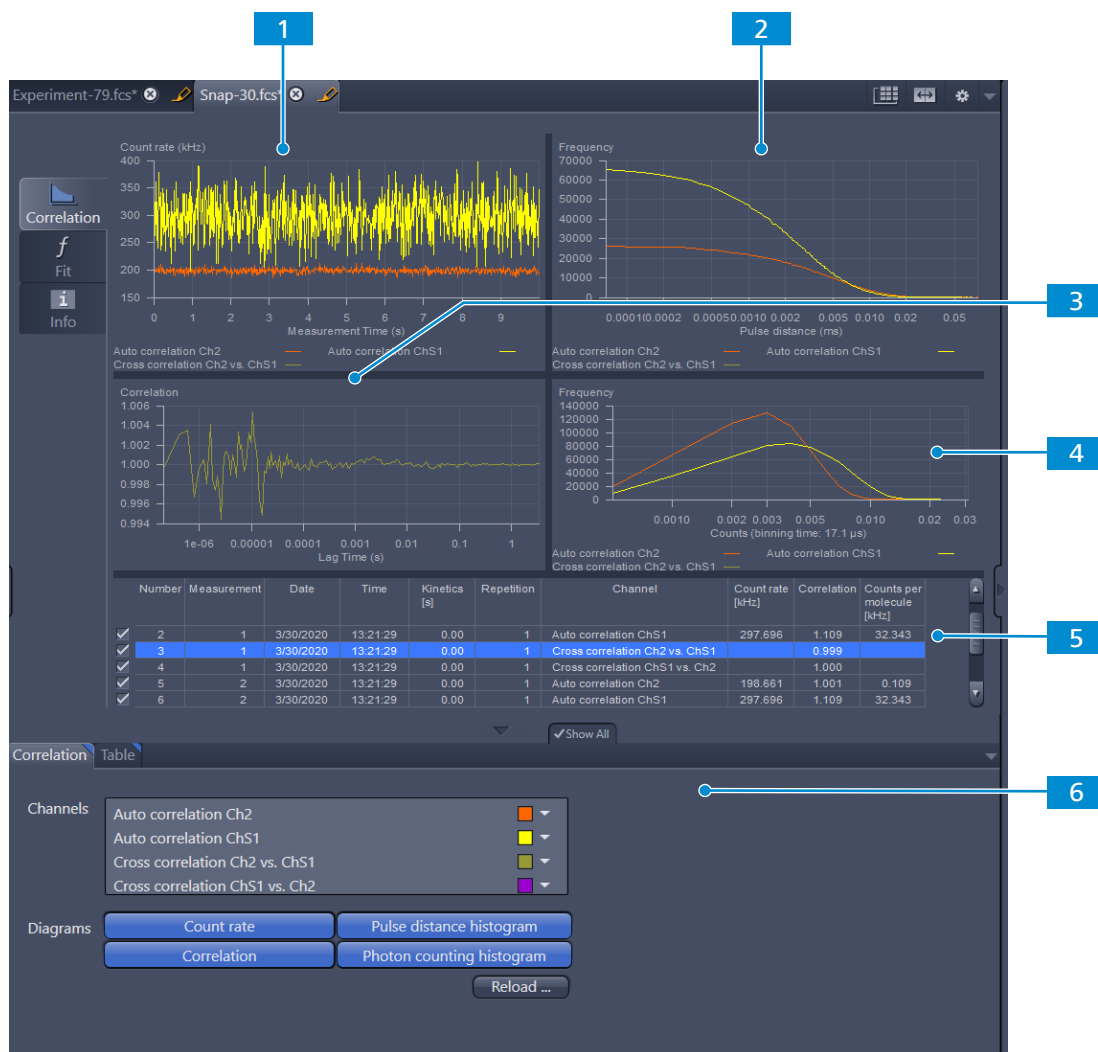 1
2
Experiment-79.fcs* Snap-30.fcs*
Correlation
Fit
Info
Count rate (kHz)
400
350
300
250
200
150
0 1 2 3 4 5 6 7 8 9
Measurement Time (s)
Auto correlation Ch2 Auto correlation ChS1
Cross correlation Ch2 vs. ChS1
Frequency
70000
60000
50000
40000
30000
20000
10000
0
0.00010 0.0002 0.0005 0.0010 0.002 0.005 0.010 0.02 0.05
Pulse distance (ms)
Auto correlation Ch2 Auto correlation ChS1
Cross correlation Ch2 vs. ChS1
3
Correlation
1.006
1.004
1.002
1.000
0.998
0.996
0.994
1e-06 0.00001 0.0001 0.001 0.01 0.1 1
Lag Time (s)
Frequency
140000
120000
100000
80000
60000
40000
20000
0
0.0010 0.002 0.003 0.005 0.010 0.02 0.03
Counts (binning time: 17.1 µs)
Auto correlation Ch2 Auto correlation ChS1
Cross correlation Ch2 vs. ChS1
4
Number Measurement Date Time Kinetics [s] Repetition Channel Count rate [kHz] Correlation Counts per molecule [kHz]
2 1 3/30/2020 13:21:29 0.00 1 Auto correlation ChS1 297.696 1.109 32.343
3 1 3/30/2020 13:21:29 0.00 1 Cross correlation Ch2 vs. ChS1 0.999
4 1 3/30/2020 13:21:29 0.00 1 Cross correlation ChS1 vs. Ch2 1.000
5 2 3/30/2020 13:21:29 0.00 1 Auto correlation Ch2 198.661 1.001 0.109
6 2 3/30/2020 13:21:29 0.00 1 Auto correlation ChS1 297.696 1.109 32.343
5
Show All
Correlation Table
6
Channels
Auto correlation Ch2
Auto correlation ChS1
Cross correlation Ch2 vs. ChS1
Cross correlation ChS1 vs. Ch2
Diagrams
Count rate Pulse distance histogram
Correlation Photon counting histogram
Reload ...